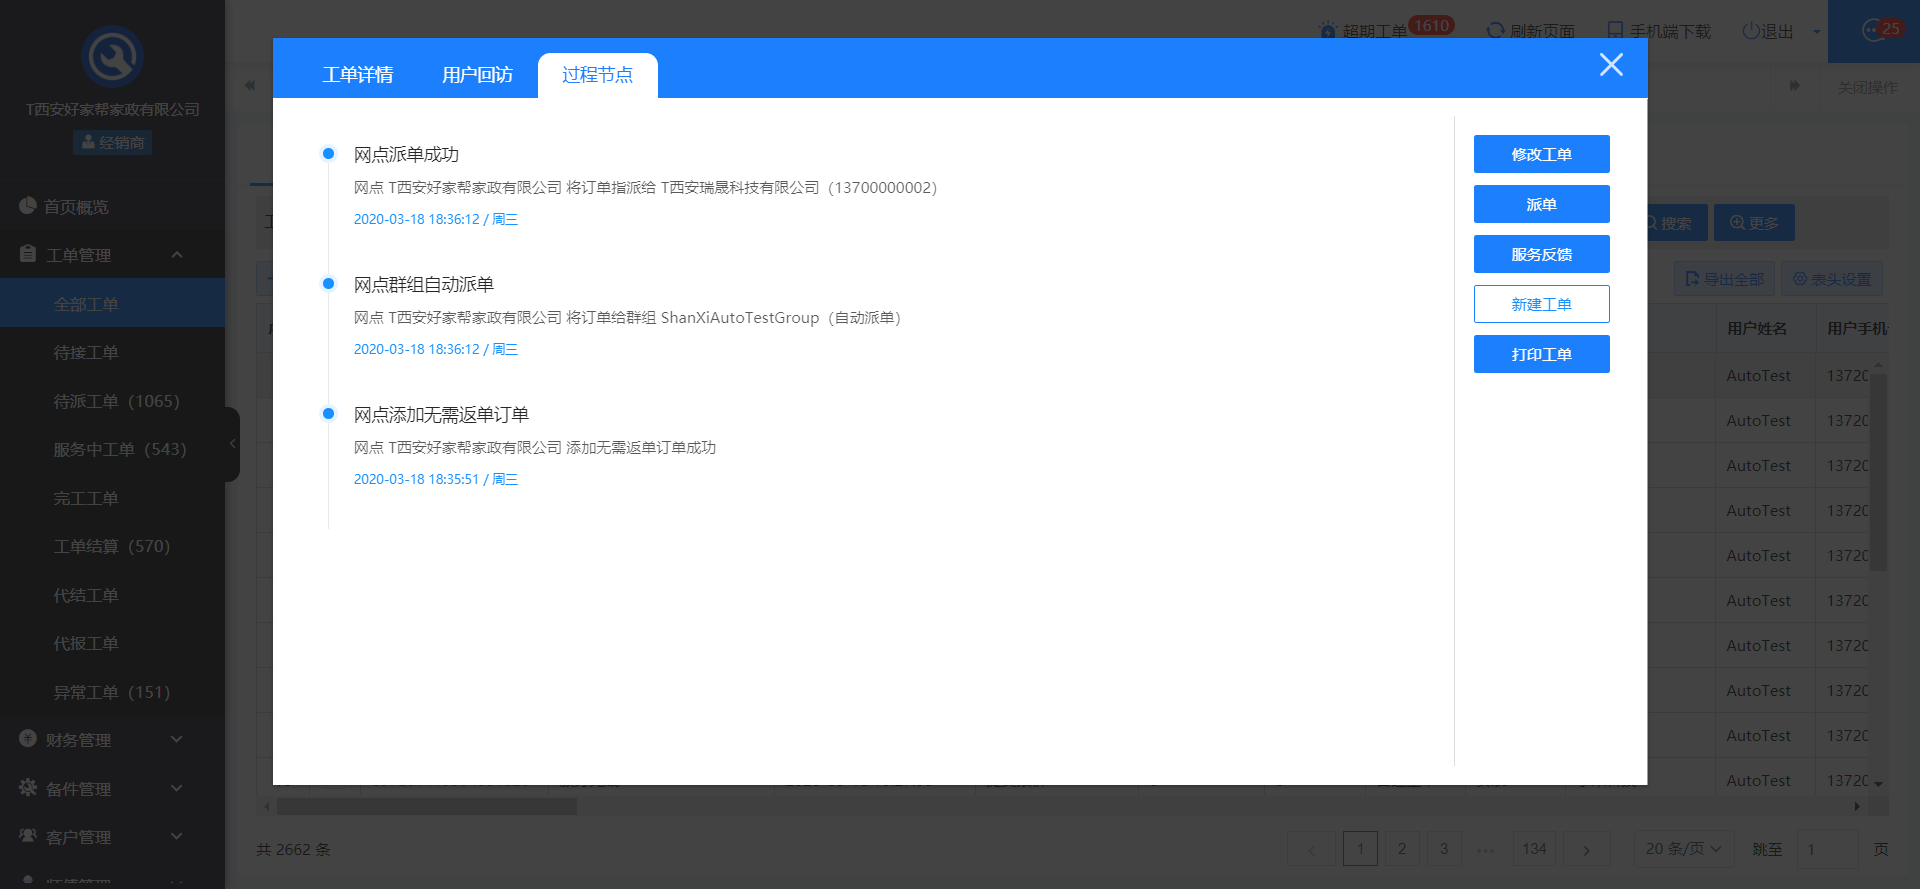 超期工单 1610
刷新页面
手机端下载
退出
25
T西安好家帮家政有限公司
经销商
首页概览
工单管理
全部工单
待接工单
待派工单（1065）
服务中工单（543）
完工工单
工单结算（570）
代结工单
代报工单
异常工单（151）
财务管理
备件管理
客户管理
关闭操作
工单详情
用户回访
过程节点
网点派单成功
网点 T西安好家帮家政有限公司 将订单指派给 T西安瑞晟科技有限公司（13700000002）
2020-03-18 18:36:12 / 周三
网点群组自动派单
网点 T西安好家帮家政有限公司 将订单给群组 ShanXiAutoTestGroup（自动派单）
2020-03-18 18:36:12 / 周三
网点添加无需返单订单
网点 T西安好家帮家政有限公司 添加无需返单订单成功
2020-03-18 18:35:51 / 周三
修改工单
派单
服务反馈
新建工单
打印工单
搜索
更多
导出全部
表头设置
用户姓名 用户手机
AutoTest 1372
AutoTest 1372
AutoTest 1372
AutoTest 1372
AutoTest 1372
AutoTest 1372
AutoTest 1372
AutoTest 1372
AutoTest 1372
AutoTest 1372
共 2662 条
1 2 3 ••• 134
20 条/页
跳至 1 页